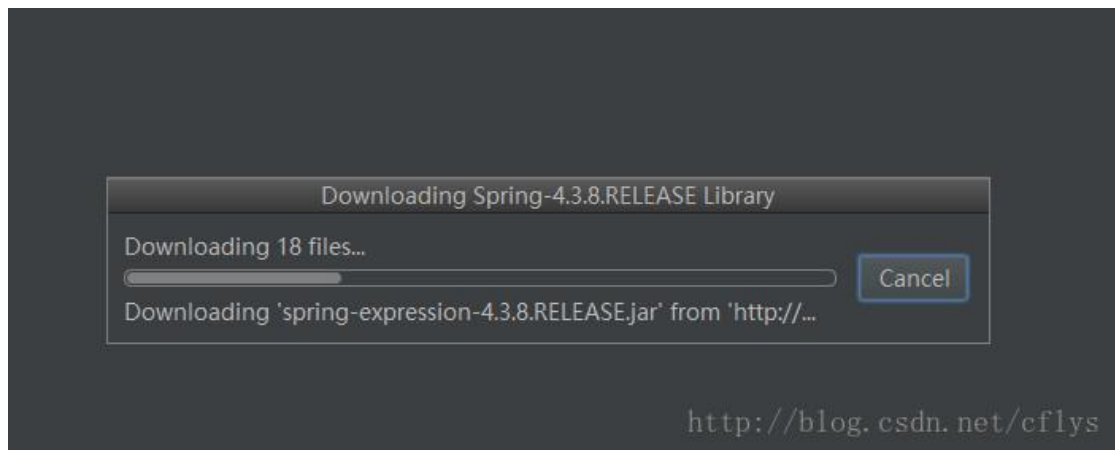 Downloading Spring-4.3.8.RELEASE Library
Downloading 18 files...
Cancel
Downloading 'spring-expression-4.3.8.RELEASE.jar' from 'http://...
http://blog.csdn.net/cflys